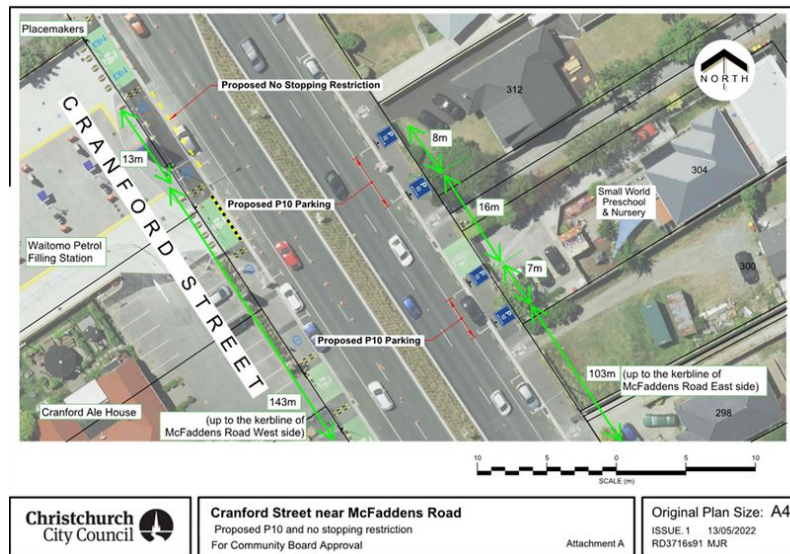 Placemakers
Proposed No Stopping Restriction
312
NORTH
8m
13m
Proposed P10 Parking
16m
304
Small World
Preschool
& Nursery
CRANFORD STREET
Waitomo Petrol
Filling Station
7m
300
Proposed P10 Parking
103m
(up to the kerbline of
McFaddens Road East side)
143m
Cranford Ale House
(up to the kerbline of
McFaddens Road West side)
298
10 5 0 5 10
SCALE (m)
Christchurch
City Council
Cranford Street near McFaddens Road
Proposed P10 and no stopping restriction
For Community Board Approval
Attachment A
Original Plan Size: A4
ISSUE.1 13/05/2022
RD3716s91 MJR